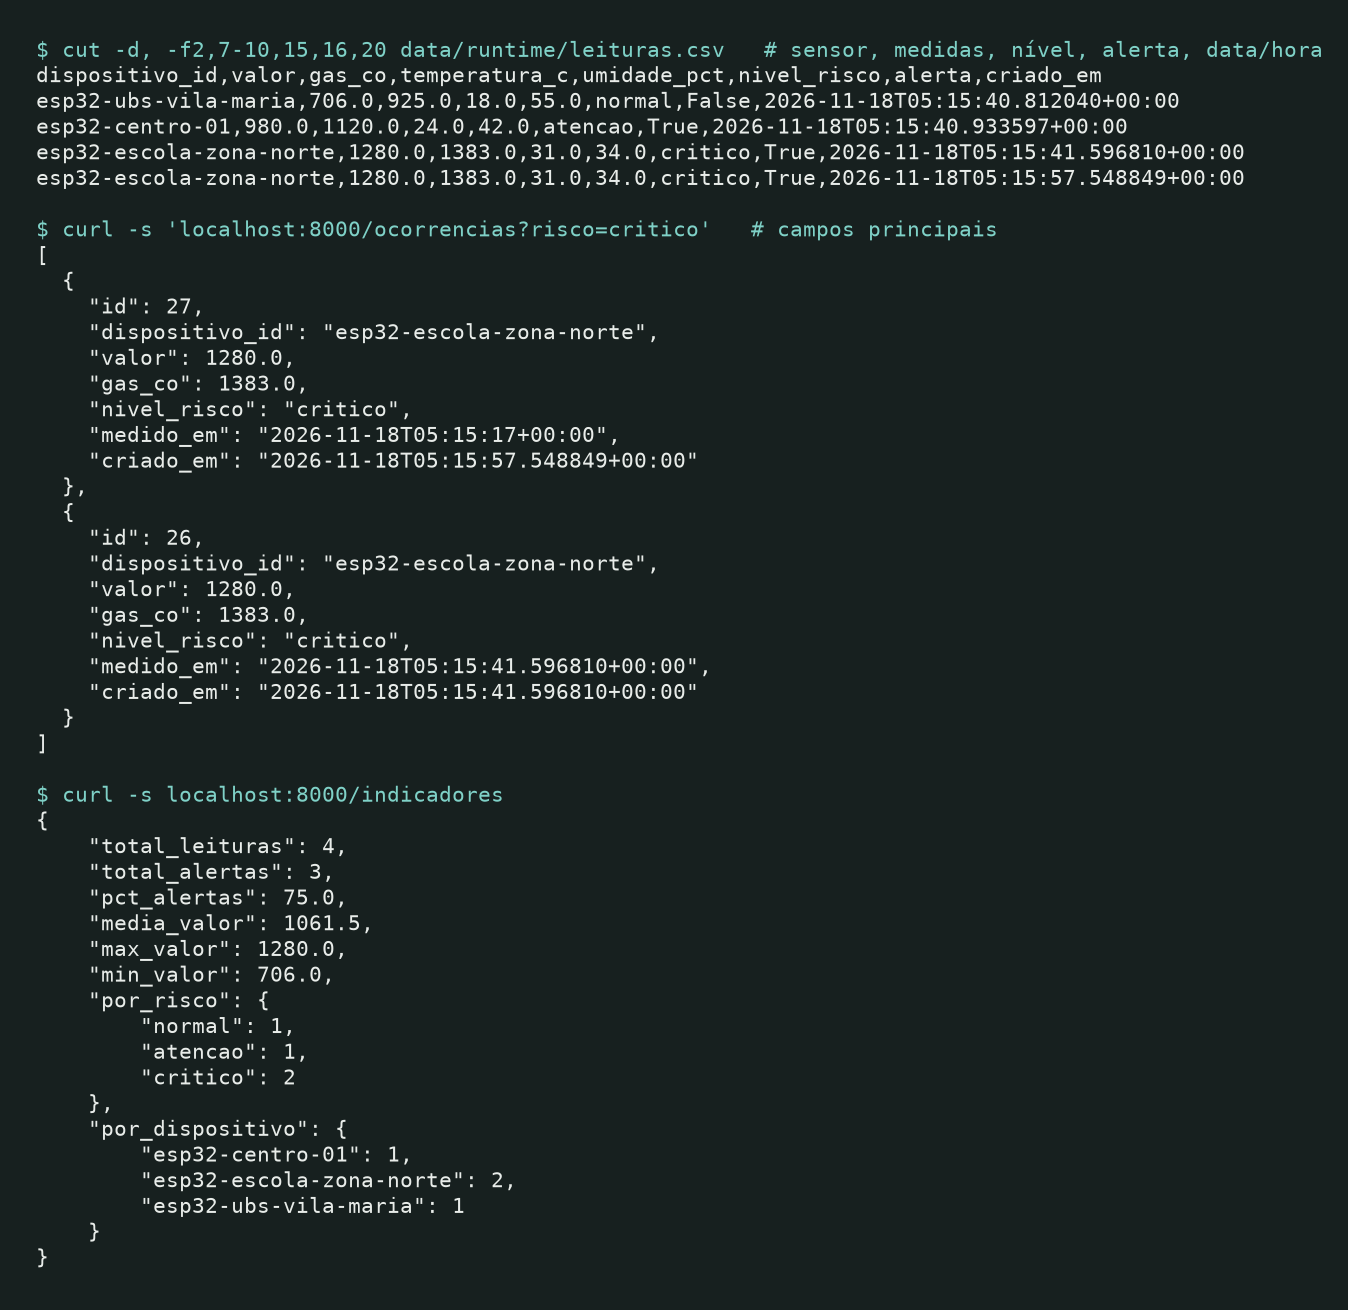 $ cut -d, -f2,7-10,15,16,20 data/runtime/leituras.csv   # sensor, medidas, nível, alerta, data/hora
dispositivo_id,valor,gas_co,temperatura_c,umidade_pct,nivel_risco,alerta,criado_em
esp32-ubs-vila-maria,706.0,925.0,18.0,55.0,normal,False,2026-11-18T05:15:40.812040+00:00
esp32-centro-01,980.0,1120.0,24.0,42.0,atencao,True,2026-11-18T05:15:40.933597+00:00
esp32-escola-zona-norte,1280.0,1383.0,31.0,34.0,critico,True,2026-11-18T05:15:41.596810+00:00
esp32-escola-zona-norte,1280.0,1383.0,31.0,34.0,critico,True,2026-11-18T05:15:57.548849+00:00

$ curl -s 'localhost:8000/ocorrencias?risco=critico'   # campos principais
[
  {
    "id": 27,
    "dispositivo_id": "esp32-escola-zona-norte",
    "valor": 1280.0,
    "gas_co": 1383.0,
    "nivel_risco": "critico",
    "medido_em": "2026-11-18T05:15:17+00:00",
    "criado_em": "2026-11-18T05:15:57.548849+00:00"
  },
  {
    "id": 26,
    "dispositivo_id": "esp32-escola-zona-norte",
    "valor": 1280.0,
    "gas_co": 1383.0,
    "nivel_risco": "critico",
    "medido_em": "2026-11-18T05:15:41.596810+00:00",
    "criado_em": "2026-11-18T05:15:41.596810+00:00"
  }
]

$ curl -s localhost:8000/indicadores
{
    "total_leituras": 4,
    "total_alertas": 3,
    "pct_alertas": 75.0,
    "media_valor": 1061.5,
    "max_valor": 1280.0,
    "min_valor": 706.0,
    "por_risco": {
        "normal": 1,
        "atencao": 1,
        "critico": 2
    },
    "por_dispositivo": {
        "esp32-centro-01": 1,
        "esp32-escola-zona-norte": 2,
        "esp32-ubs-vila-maria": 1
    }
}